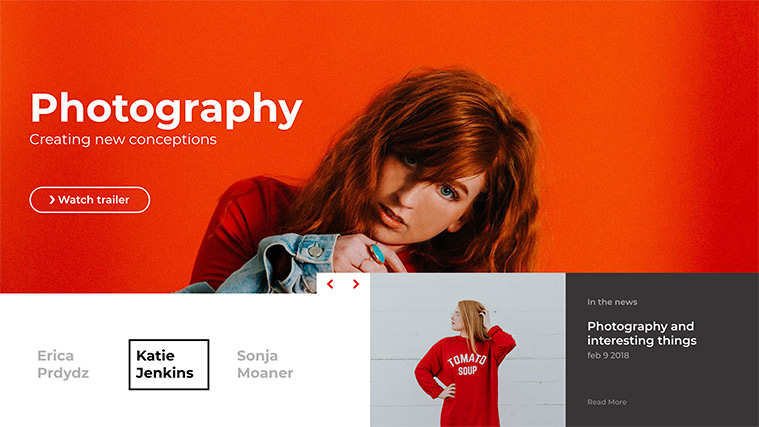 Photography
Creating new conceptions
❯ Watch trailer
Erica
Prdydz
Katie
Jenkins
Sonja
Moaner
TOMATO
SOUP
In the news
Photography and
interesting things
feb 9 2018
Read More